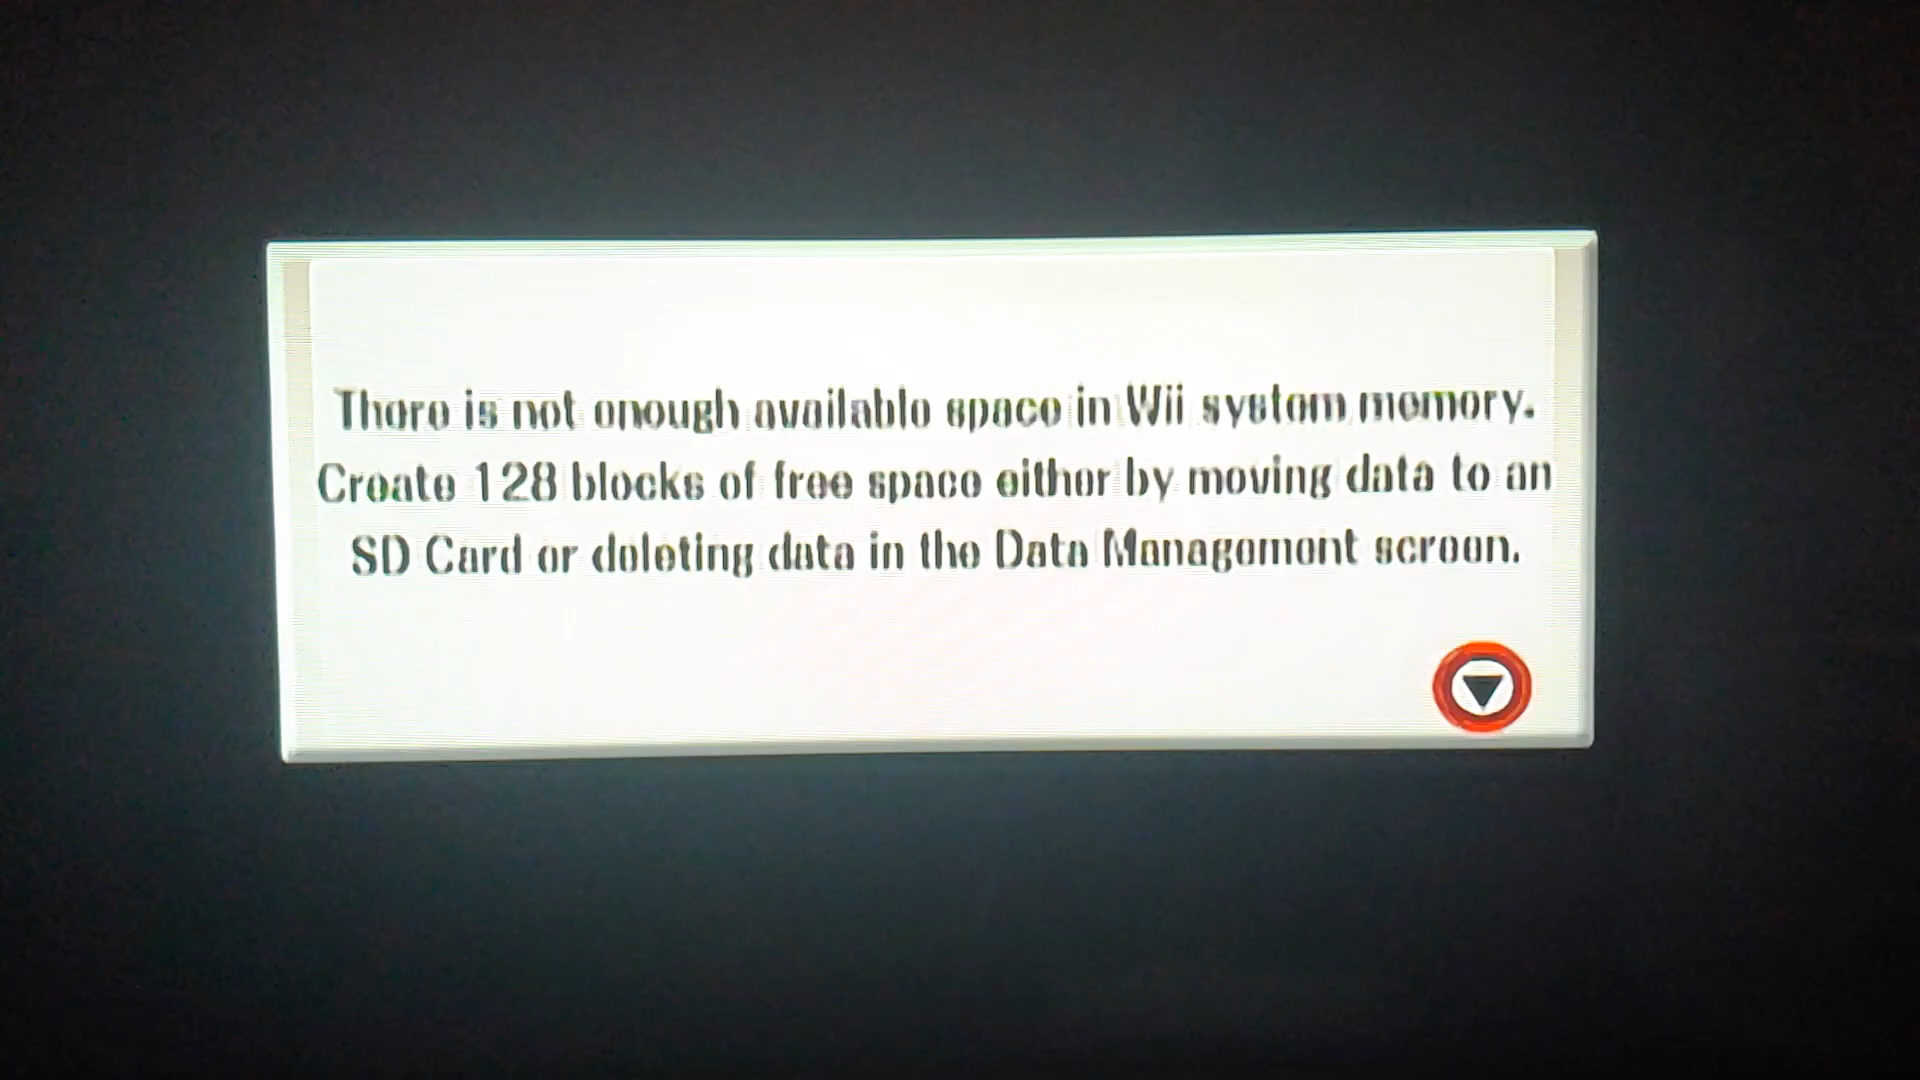 There is not enough available space in Wii system memory.
Create 128 blocks of free space either by moving data to an
SD Card or deleting data in the Data Management screen.